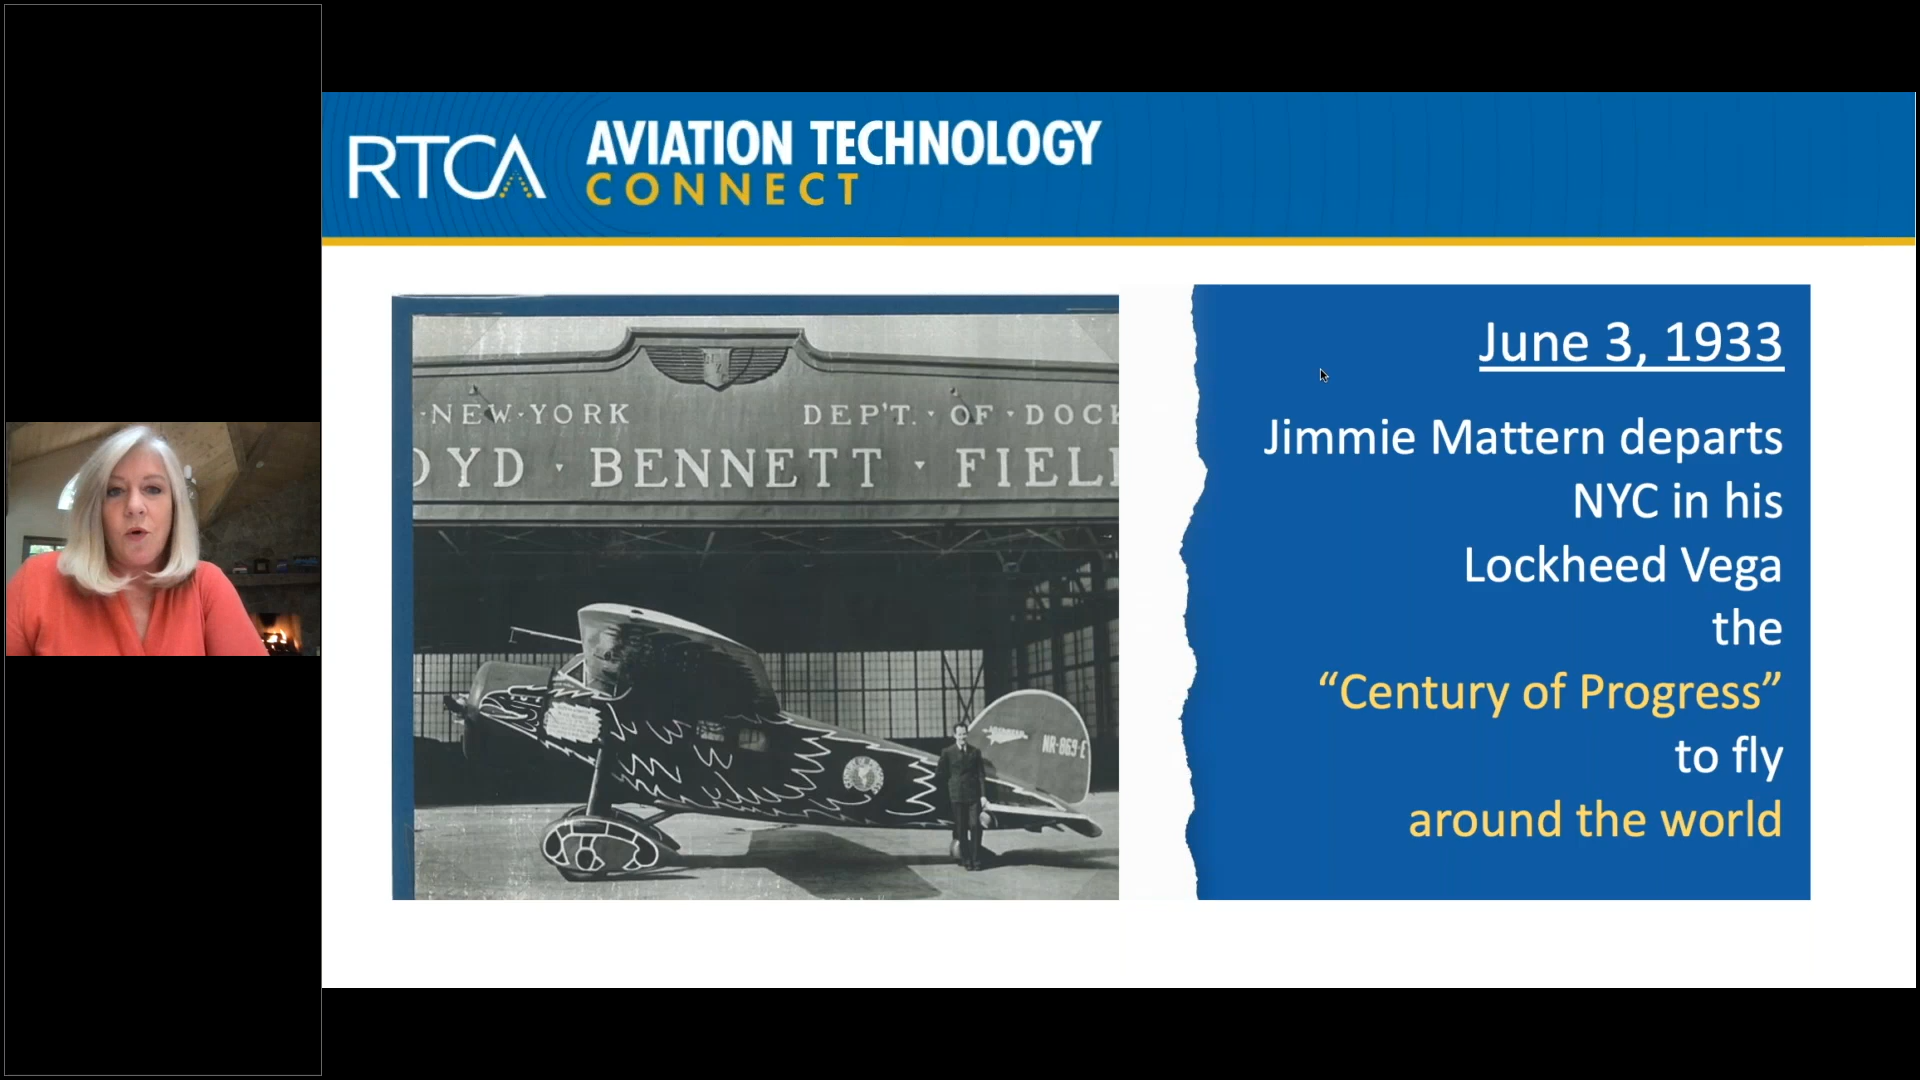 RTCA
AVIATION TECHNOLOGY
CONNECT
·NEW·YORK DEP'T.·OF·DOCK
OYD·BENNETT·FIEL
NR-869-E
June 3, 1933
Jimmie Mattern departs
NYC in his
Lockheed Vega
the
“Century of Progress”
to fly
around the world